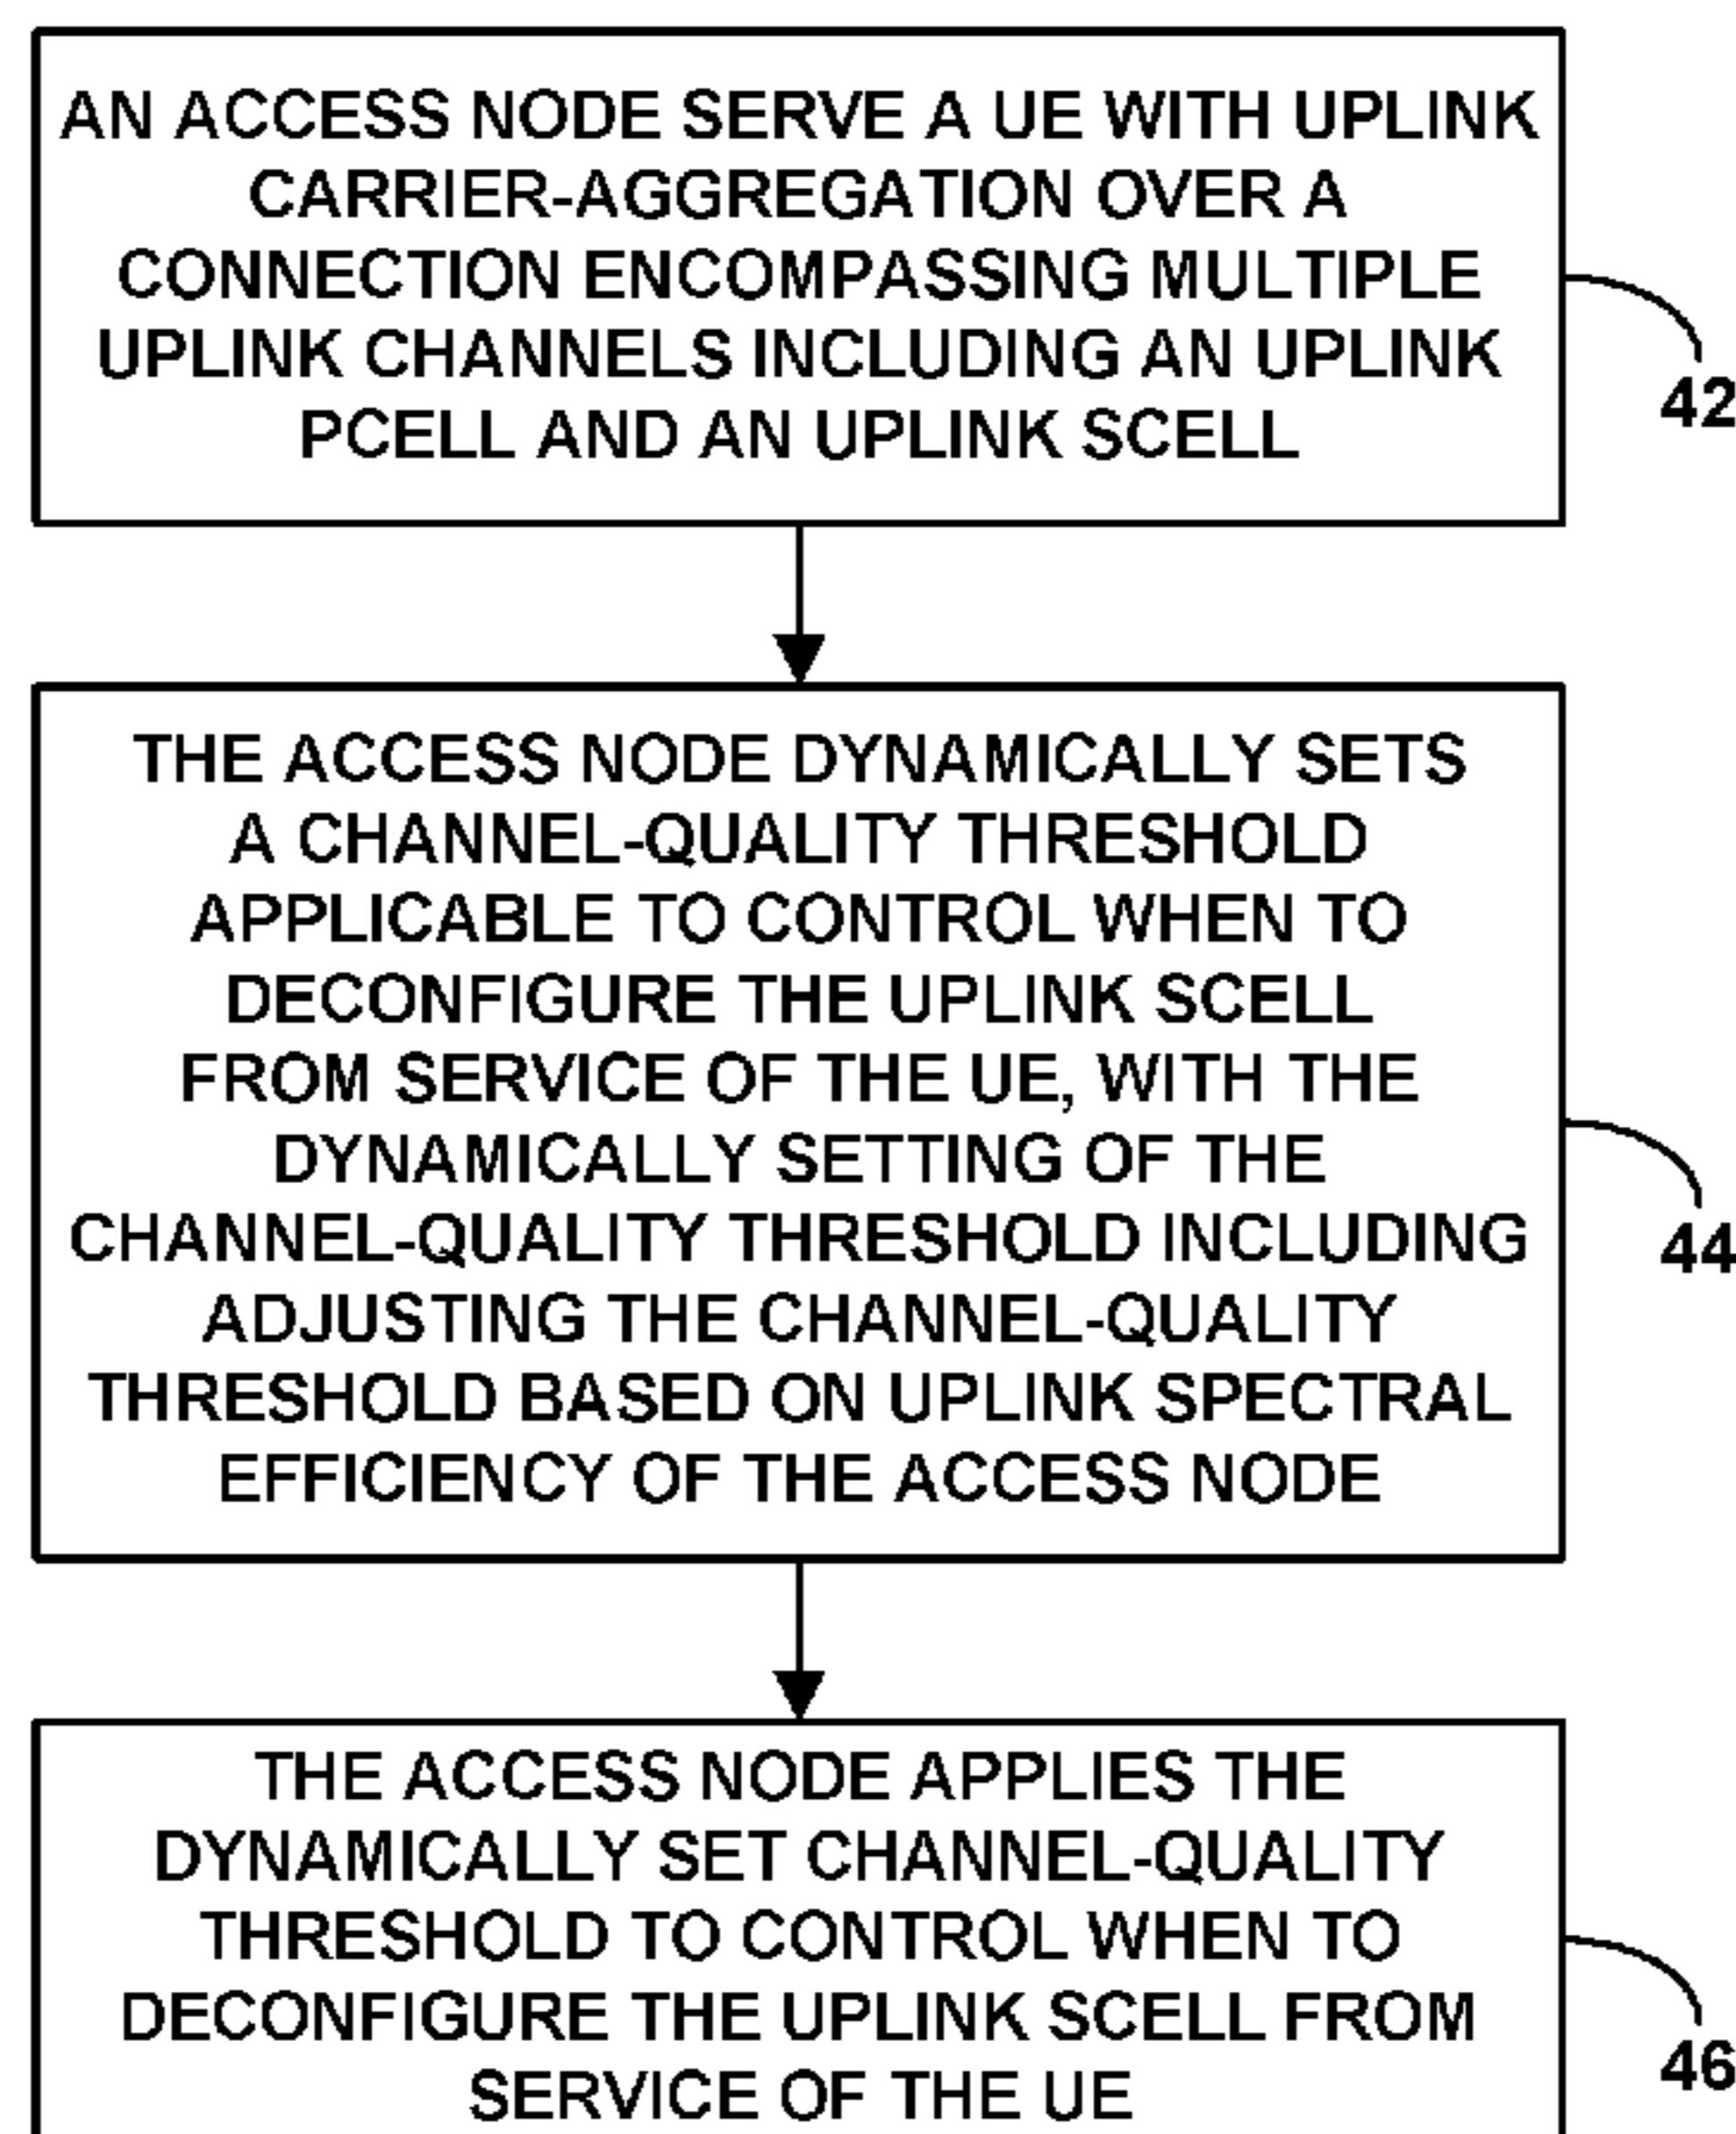 AN ACCESS NODE SERVE A UE WITH UPLINK
CARRIER-AGGREGATION OVER A
CONNECTION ENCOMPASSING MULTIPLE
UPLINK CHANNELS INCLUDING AN UPLINK
PCELL AND AN UPLINK SCELL
42
THE ACCESS NODE DYNAMICALLY SETS
A CHANNEL-QUALITY THRESHOLD
APPLICABLE TO CONTROL WHEN TO
DECONFIGURE THE UPLINK SCELL
FROM SERVICE OF THE UE, WITH THE
DYNAMICALLY SETTING OF THE
CHANNEL-QUALITY THRESHOLD INCLUDING
ADJUSTING THE CHANNEL-QUALITY
THRESHOLD BASED ON UPLINK SPECTRAL
EFFICIENCY OF THE ACCESS NODE
44
THE ACCESS NODE APPLIES THE
DYNAMICALLY SET CHANNEL-QUALITY
THRESHOLD TO CONTROL WHEN TO
DECONFIGURE THE UPLINK SCELL FROM
SERVICE OF THE UE
46